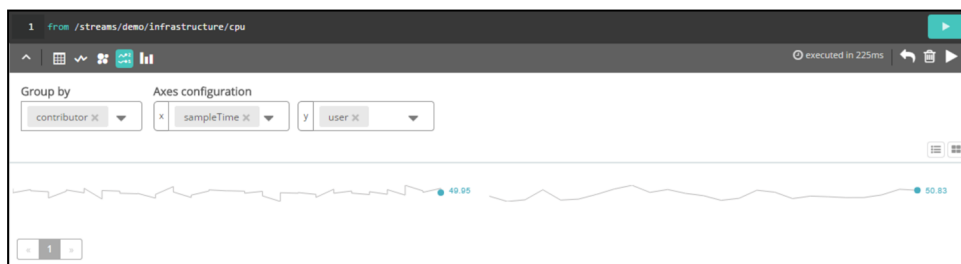 1 from /streams/demo/infrastructure/cpu
executed in 225ms
Group by Axes configuration
contributor × x sampleTime × y user ×
49.95 50.83
« 1 »